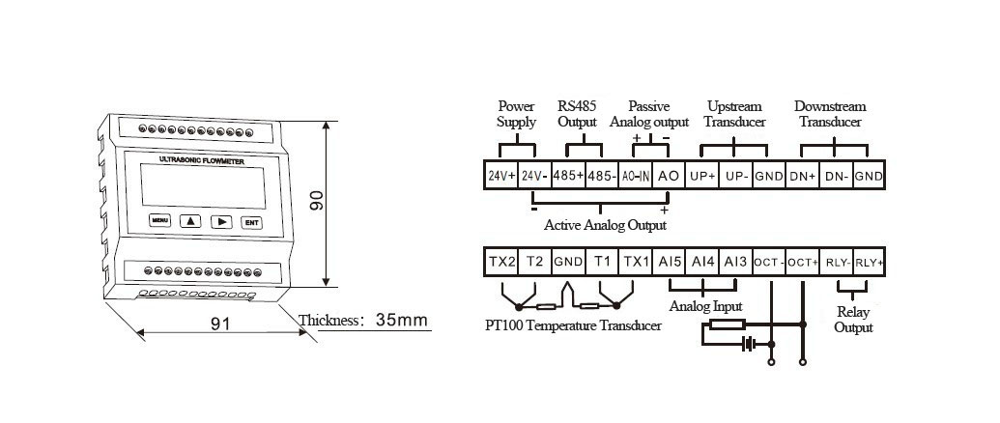 ULTRASONIC FLOWMETER
MENU ENT
90
91
Thickness: 35mm
Power Supply
RS485 Output
Passive Analog output
Upstream Transducer
Downstream Transducer
+ -
24V+ 24V- 485+ 485- AO-IN AO UP+ UP- GND DN+ DN- GND
- +
Active Analog Output
TX2 T2 GND T1 TX1 AI5 AI4 AI3 OCT- OCT+ RLY- RLY+
PT100 Temperature Transducer
Analog Input
Relay Output